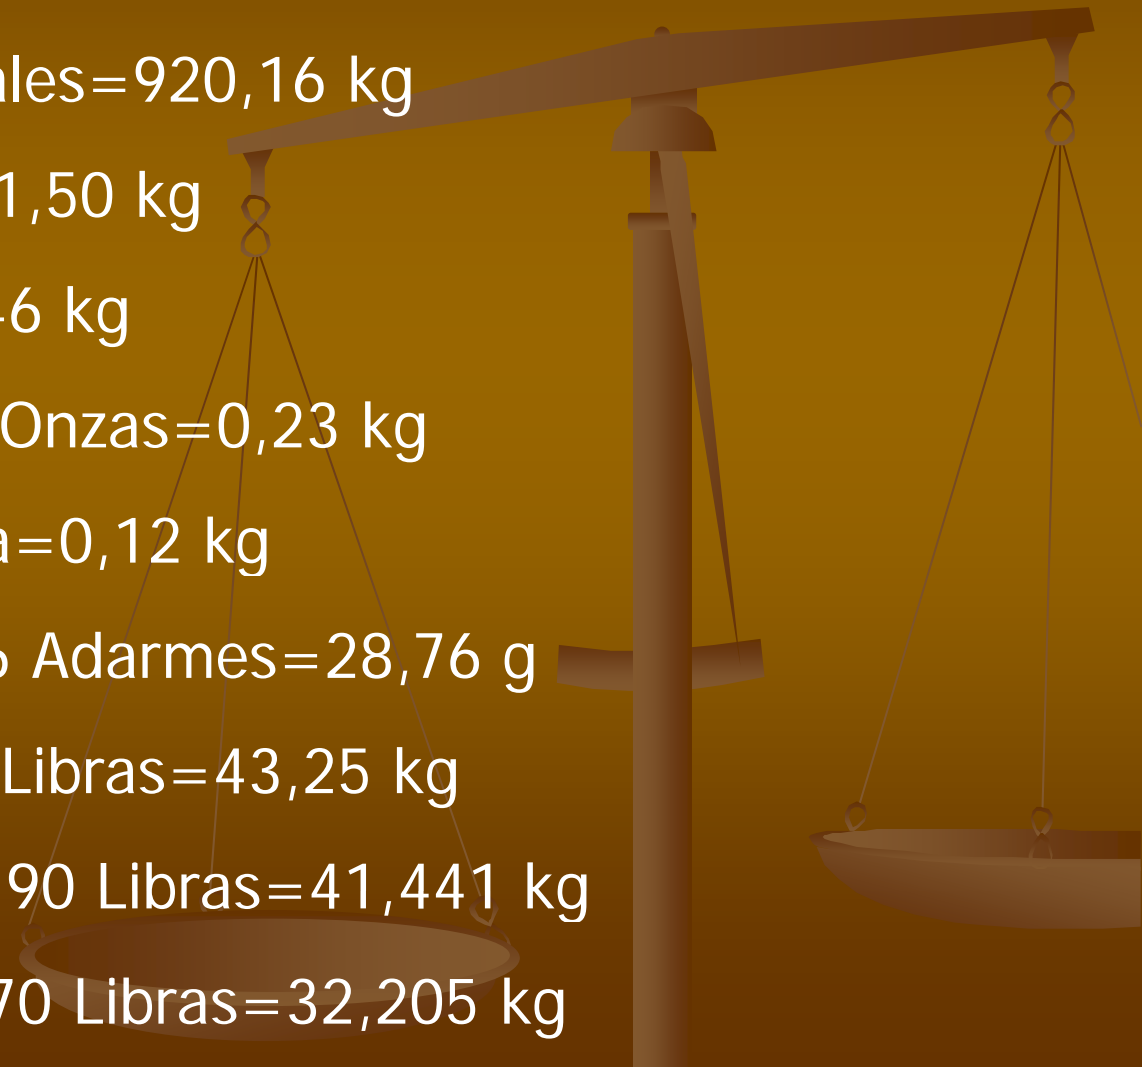 ales=920,16 kg
1,50 kg
46 kg
Onzas=0,23 kg
a=0,12 kg
6 Adarmes=28,76 g
Libras=43,25 kg
90 Libras=41,441 kg
70 Libras=32,205 kg